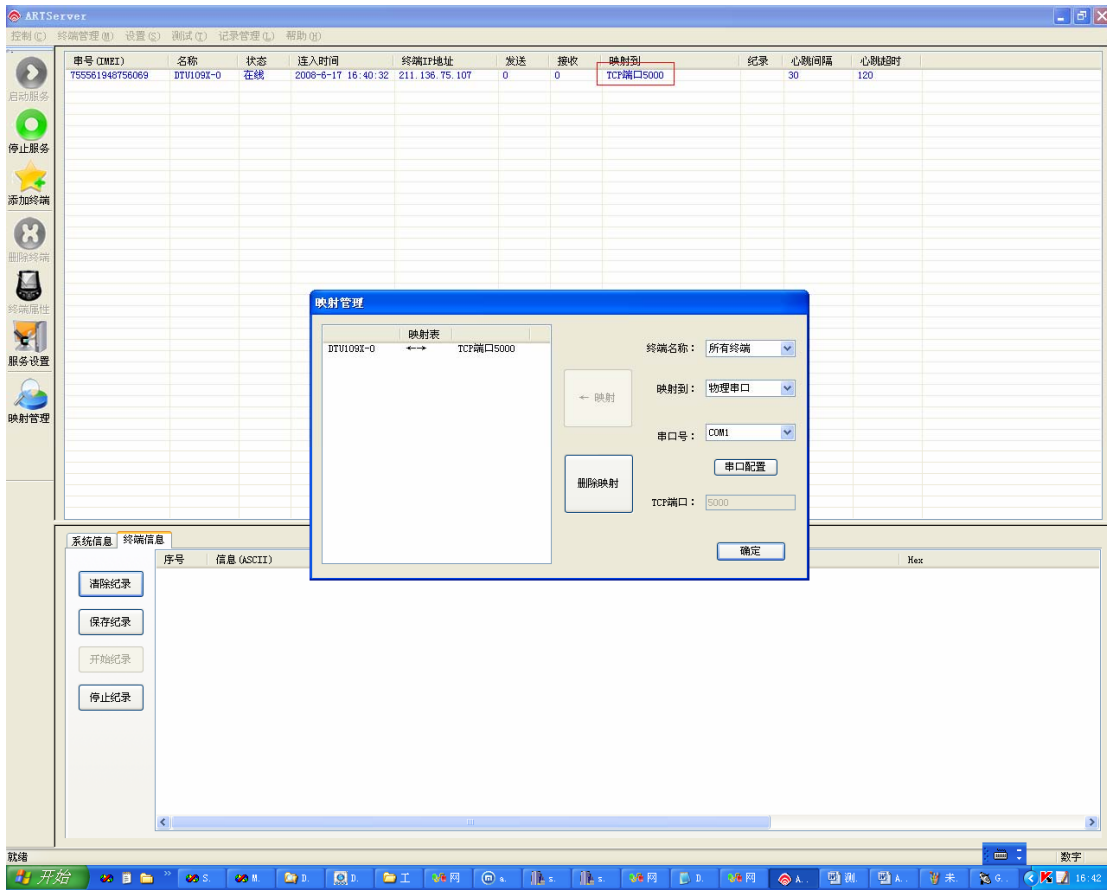 ARTServer
控制(C) 终端管理(M) 设置(S) 测试(T) 记录管理(L) 帮助(H)
串号(IMEI) 名称 状态 连入时间 终端IP地址 发送 接收 映射到 纪录 心跳间隔 心跳超时
755561948756069 DTU109X-0 在线 2008-6-17 16:40:32 211.136.75.107 0 0 TCP端口5000 30 120
启动服务
停止服务
添加终端
删除终端
终端属性
服务设置
映射管理
映射管理
映射表
DTU109X-0 ←→ TCP端口5000
终端名称： 所有终端
← 映射
映射到： 物理串口
串口号： COM1
串口配置
删除映射
TCP端口： 5000
确定
系统信息 终端信息
序号 信息(ASCII) Hex
清除纪录
保存纪录
开始纪录
停止纪录
就绪 数字
开始 S. M. D. D. 工 网 a. s. s. 网 D. 网 A.. 测. A.. 未. G.. 16:42